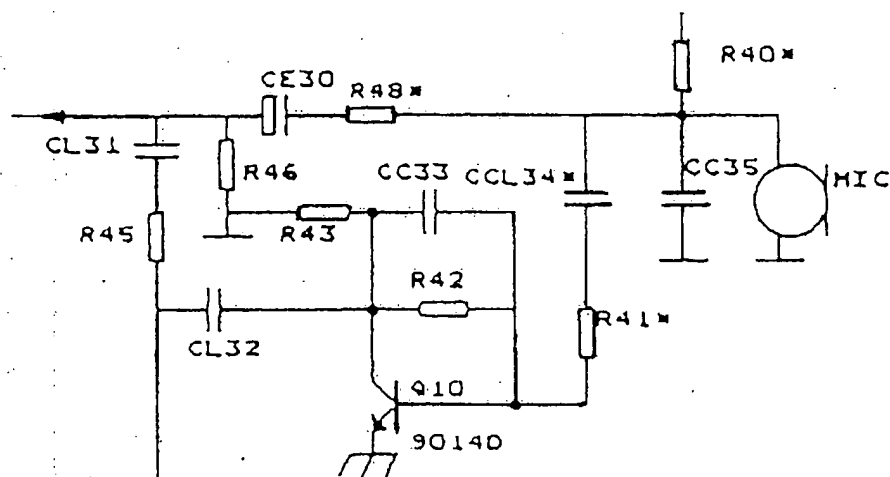 R40*
CE30
R48*
CL31
R46
CC33
CCL34*
CC35
MIC
R45
R43
R42
R41*
CL32
Q10
9014D